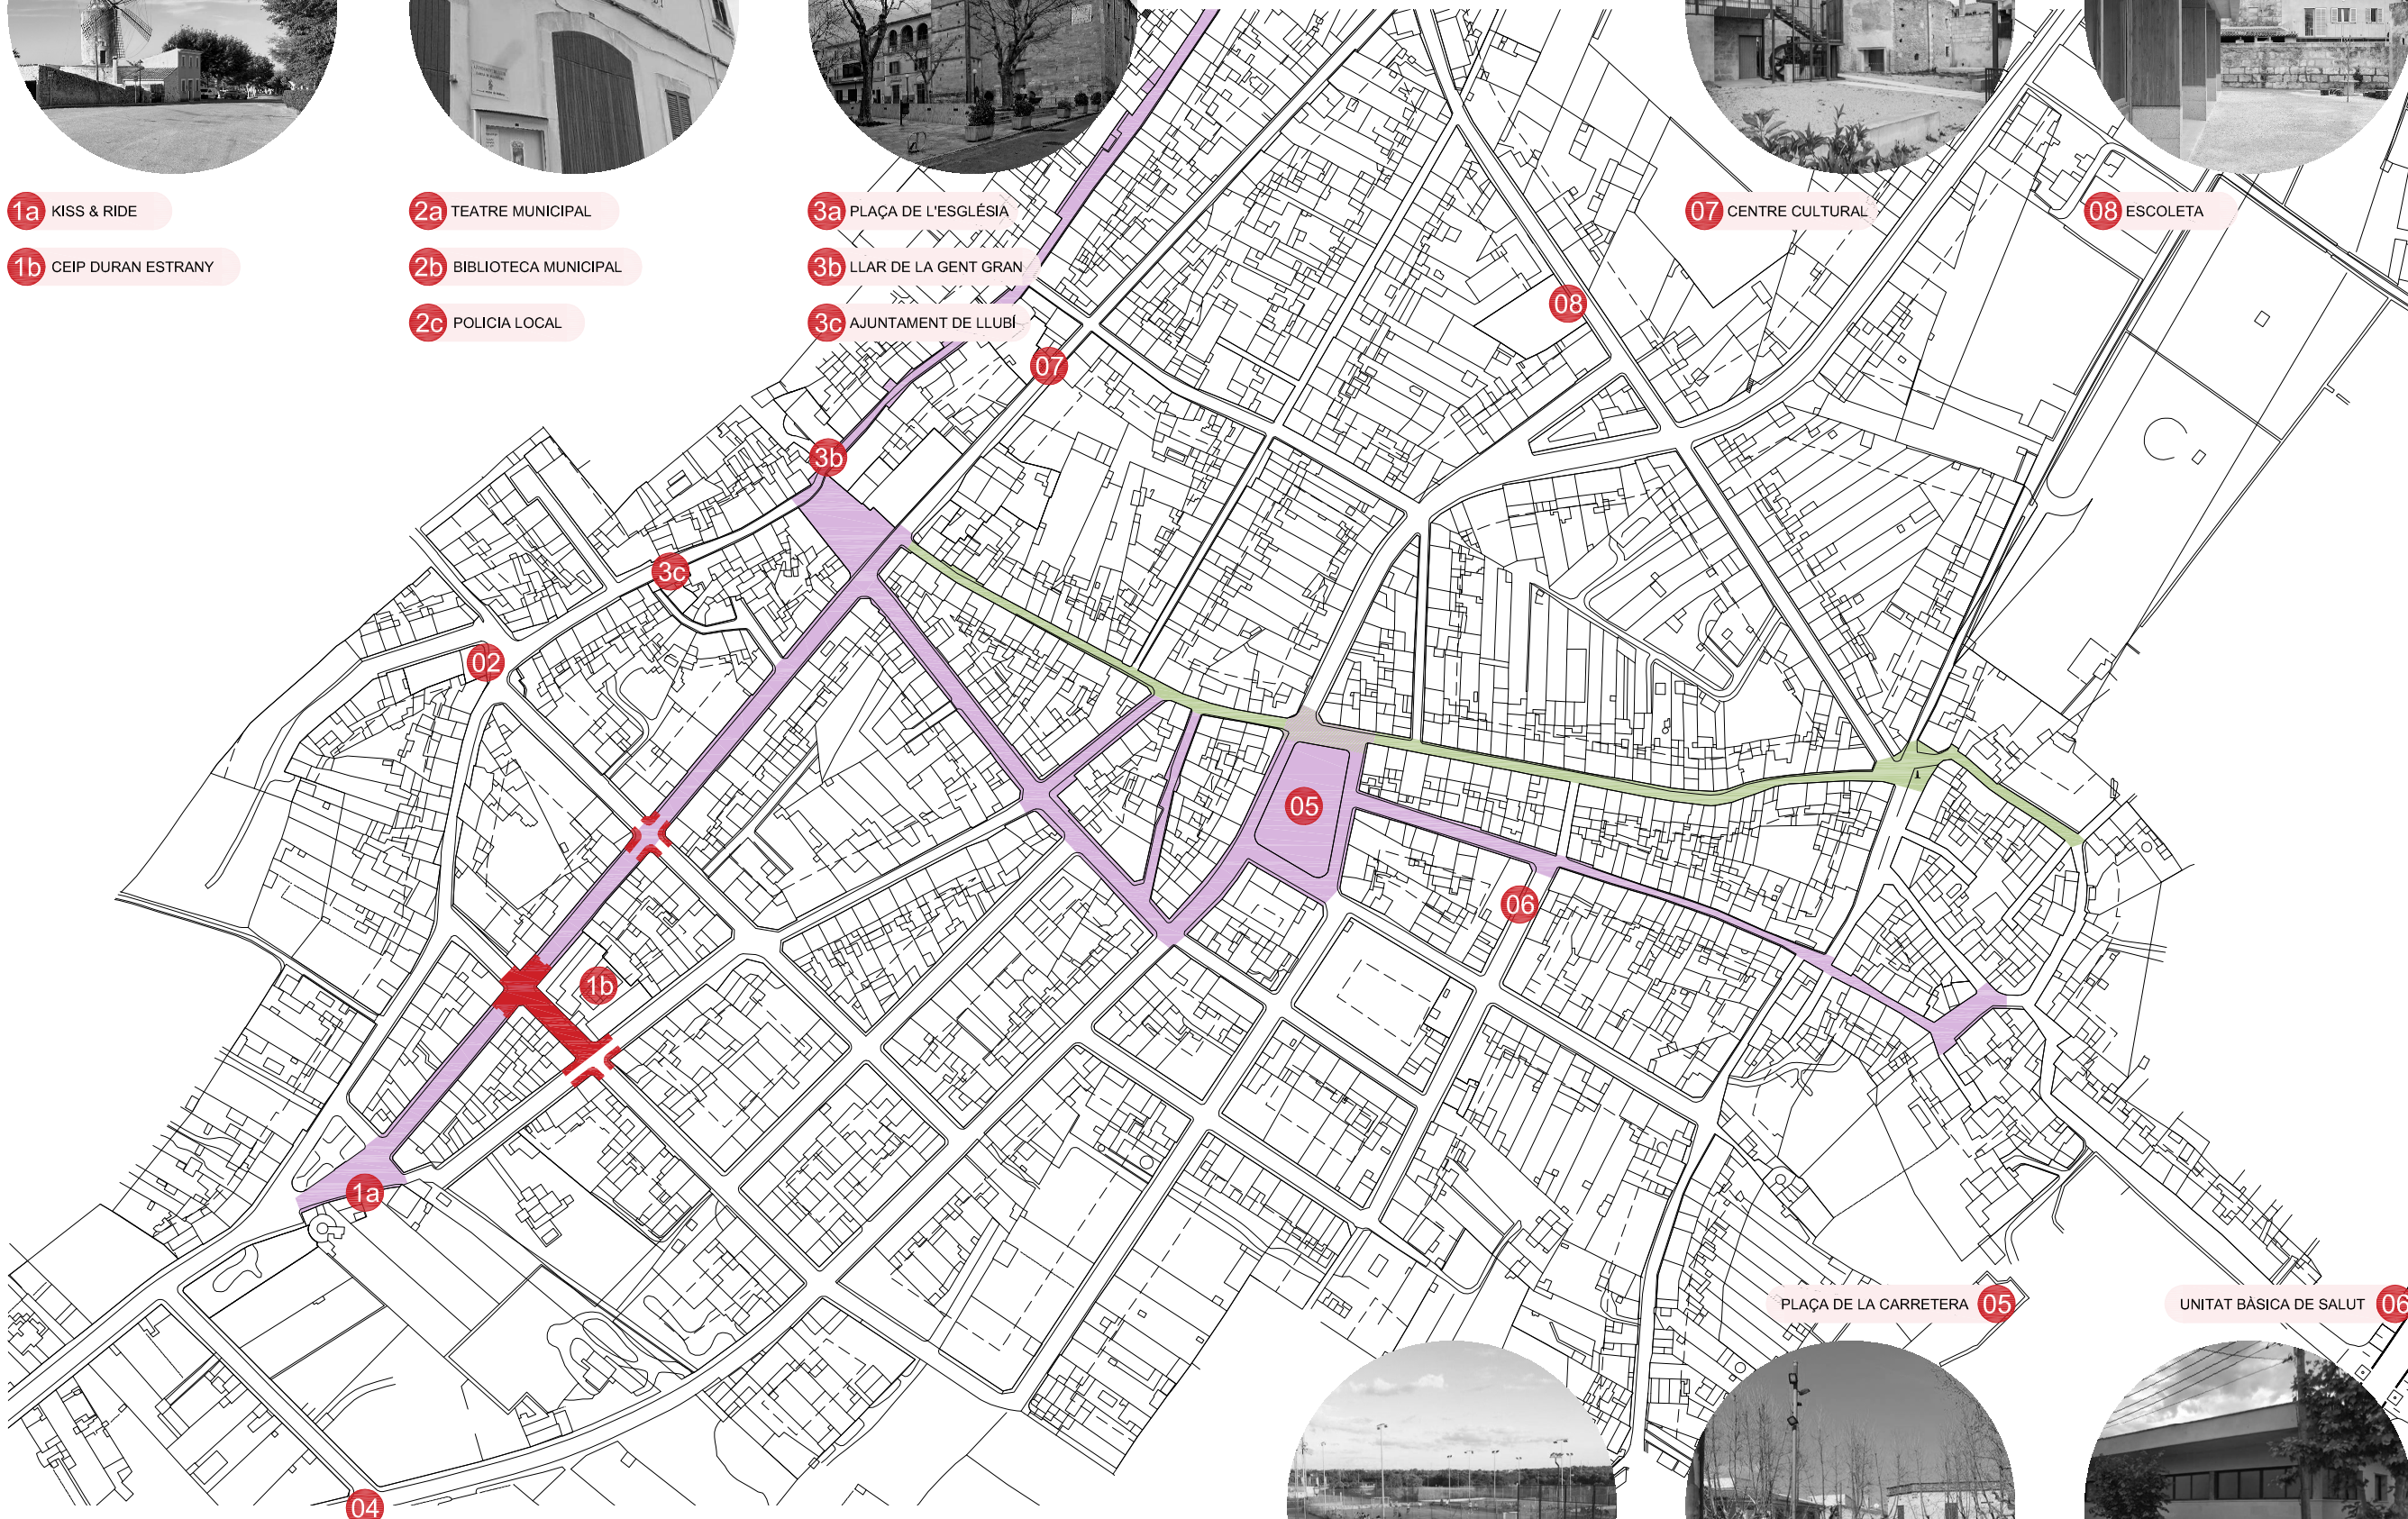 1a KISS & RIDE
1b CEIP DURAN ESTRANY
2a TEATRE MUNICIPAL
2b BIBLIOTECA MUNICIPAL
2c POLICIA LOCAL
3a PLAÇA DE L'ESGLÉSIA
3b LLAR DE LA GENT GRAN
3c AJUNTAMENT DE LLUBÍ
07 CENTRE CULTURAL
08 ESCOLETA
08
07
3b
3c
02
05
06
1b
1a
PLAÇA DE LA CARRETERA 05
UNITAT BÀSICA DE SALUT 06
04